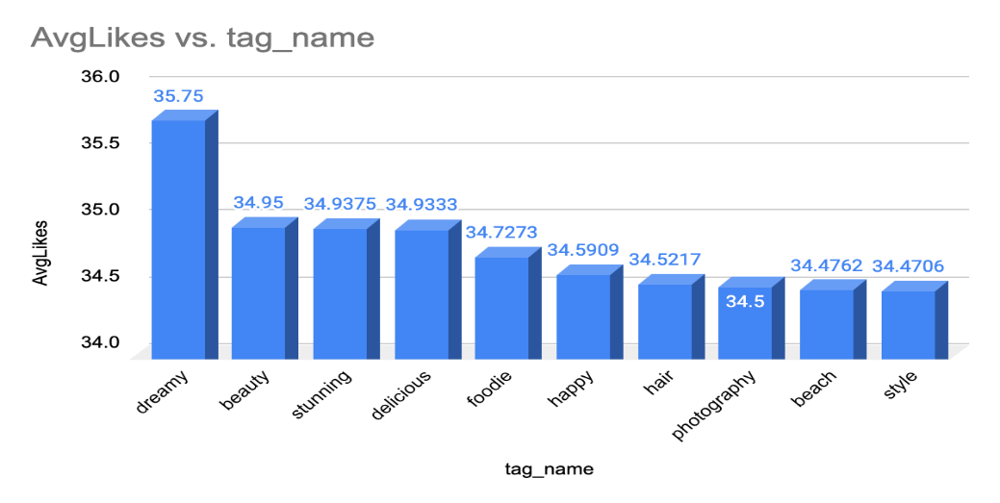 AvgLikes vs. tag_name
AvgLikes
36.0
35.5
35.0
34.5
34.0
35.75
34.95
34.9375
34.9333
34.7273
34.5909
34.5217
34.5
34.4762
34.4706
dreamy
beauty
stunning
delicious
foodie
happy
hair
photography
beach
style
tag_name